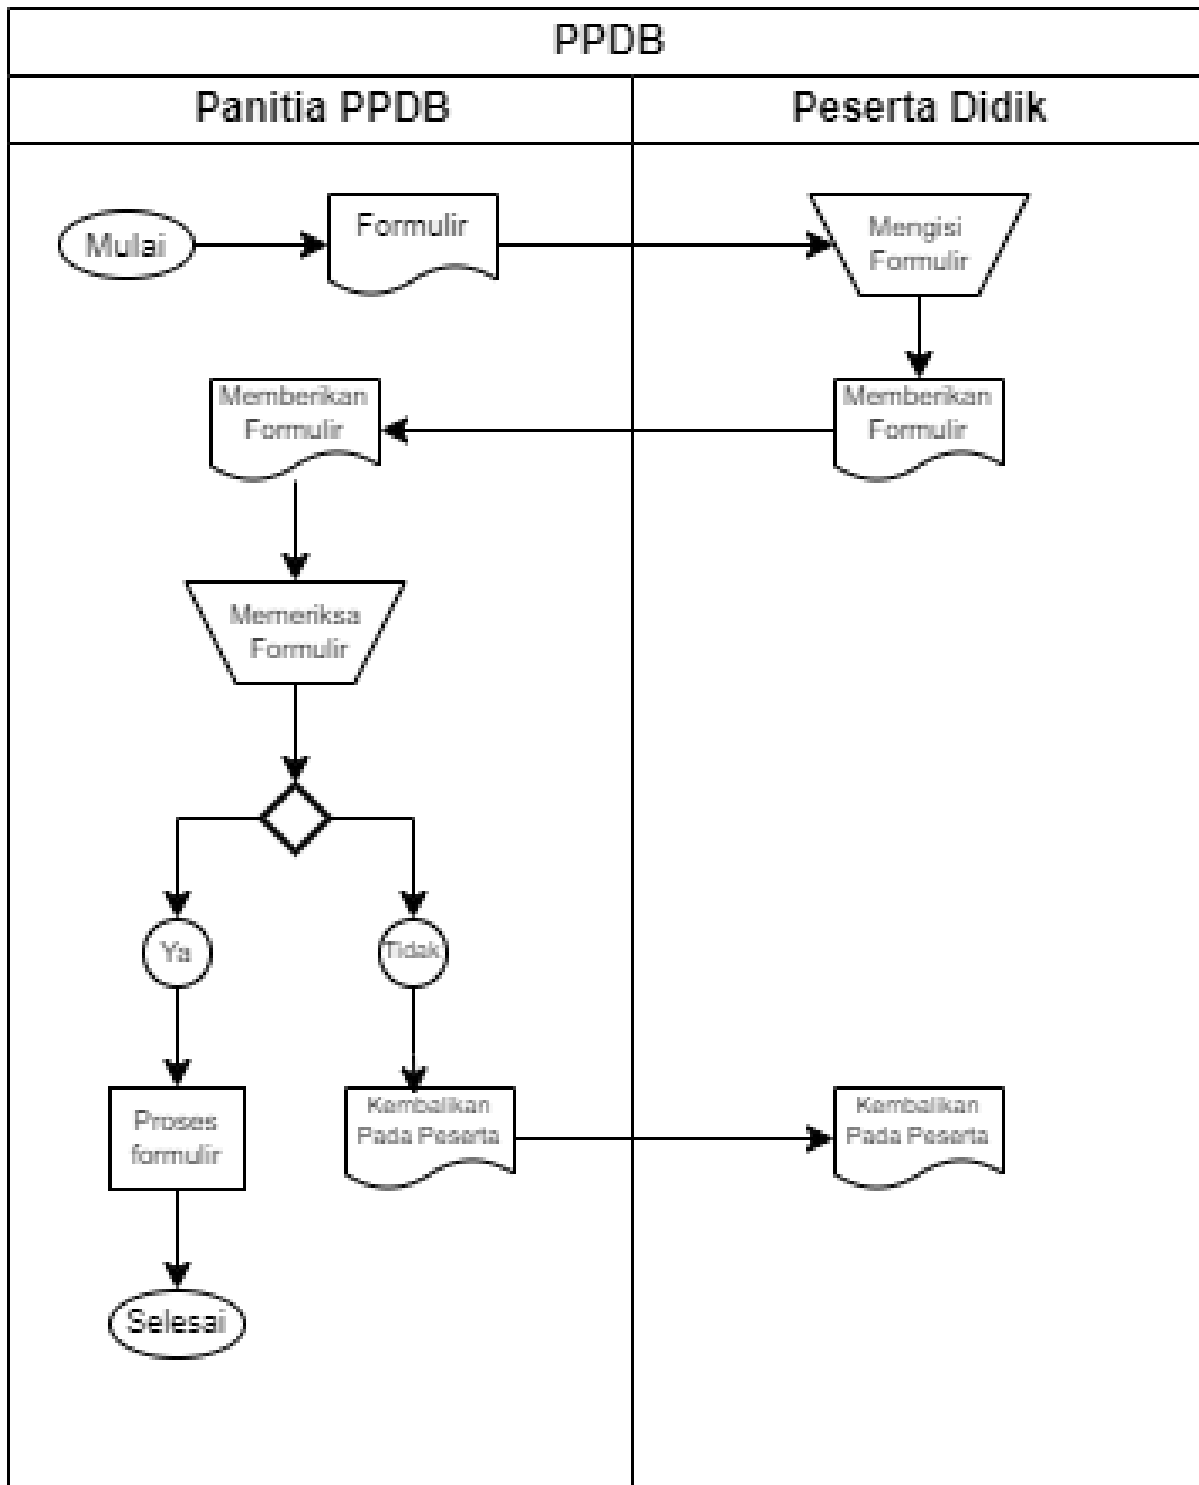 PPDB
Panitia PPDB
Peserta Didik
Mulai
Formulir
Mengisi
Formulir
Memberikan
Formulir
Memberikan
Formulir
Memeriksa
Formulir
Ya
Tidak
Proses
formulir
Kembalikan
Pada Peserta
Kembalikan
Pada Peserta
Selesai